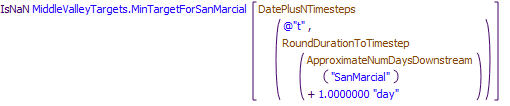 IsNaN MiddleValleyTargets.MinTargetForSanMarcial [ DatePlusNTimesteps
( @"t" ,
RoundDurationToTimestep
( ApproximateNumDaysDownstream
( "SanMarcial" )
+ 1.0000000 "day" ) ) ]